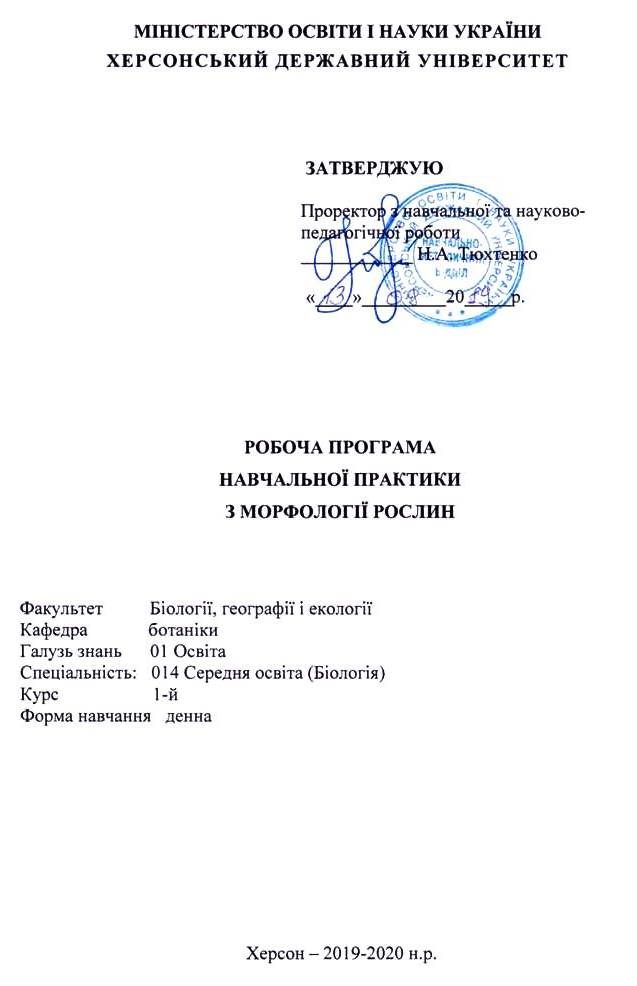 МІНІСТЕРСТВО ОСВІТИ І НАУКИ УКРАЇНИ
ХЕРСОНСЬКИЙ ДЕРЖАВНИЙ УНІВЕРСИТЕТ
ЗАТВЕРДЖУЮ
Проректор з навчальної та науково-
педагогічної роботи
Н.А. Тюхтенко
«13» 20 р.
РОБОЧА ПРОГРАМА
НАВЧАЛЬНОЇ ПРАКТИКИ
З МОРФОЛОГІЇ РОСЛИН
Факультет Біології, географії і екології
Кафедра ботаніки
Галузь знань 01 Освіта
Спеціальність: 014 Середня освіта (Біологія)
Курс 1-й
Форма навчання денна
Херсон – 2019-2020 н.р.